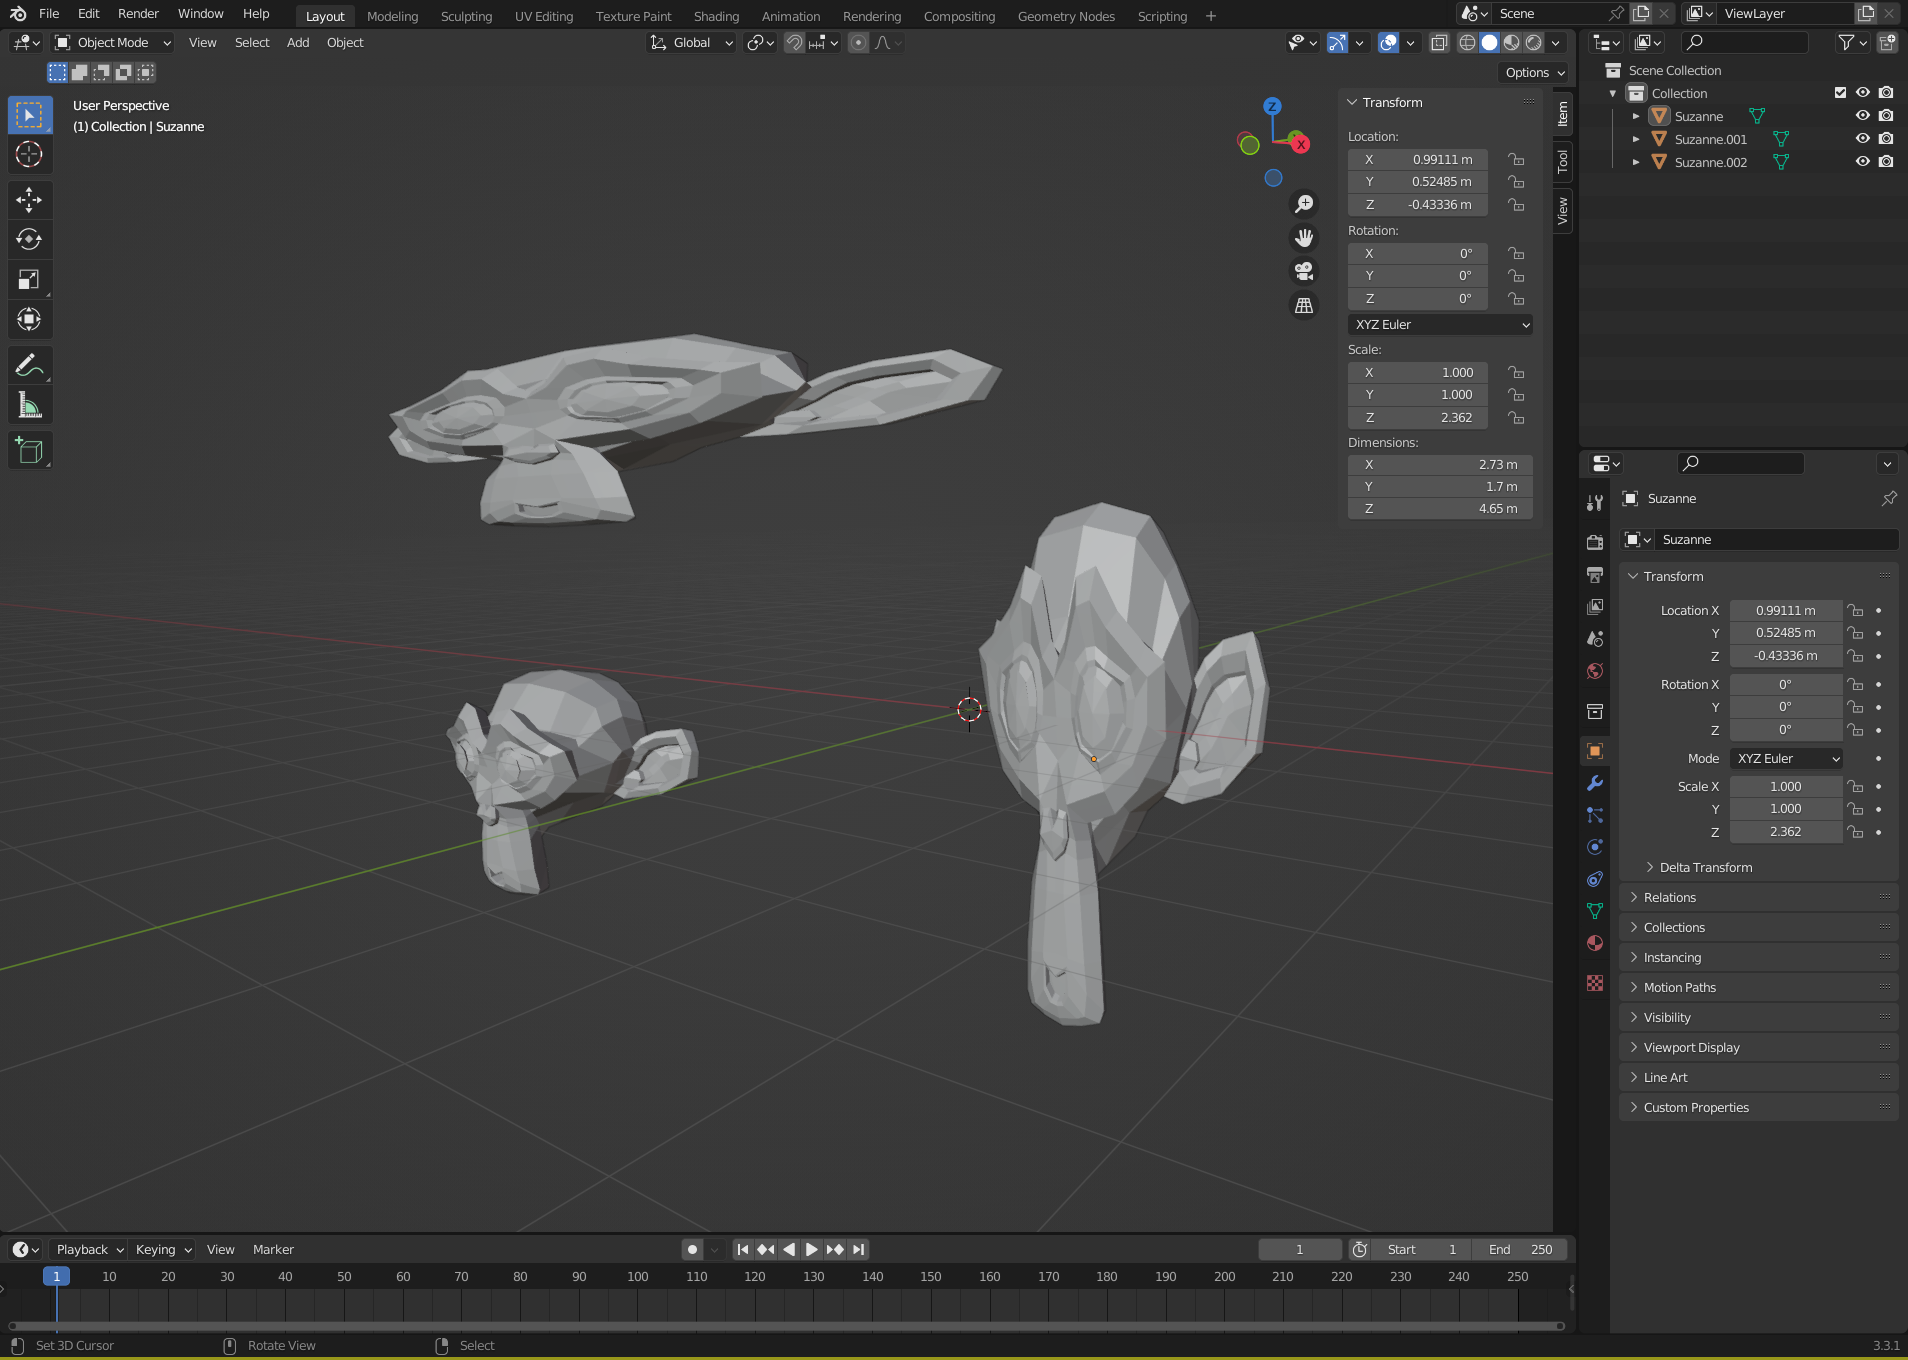 File Edit Render Window Help Layout Modeling Sculpting UV Editing Texture Paint Shading Animation Rendering Compositing Geometry Nodes Scripting + Scene ViewLayer
Object Mode View Select Add Object Global
Options
User Perspective
(1) Collection | Suzanne
Z
X
Transform
Location:
X 0.99111 m
Y 0.52485 m
Z -0.43336 m
Rotation:
X 0°
Y 0°
Z 0°
XYZ Euler
Scale:
X 1.000
Y 1.000
Z 2.362
Dimensions:
X 2.73 m
Y 1.7 m
Z 4.65 m
Item
Tool
View
Scene Collection
Collection
Suzanne
Suzanne.001
Suzanne.002
Suzanne
Suzanne
Transform
Location X 0.99111 m
Y 0.52485 m
Z -0.43336 m
Rotation X 0°
Y 0°
Z 0°
Mode XYZ Euler
Scale X 1.000
Y 1.000
Z 2.362
Delta Transform
Relations
Collections
Instancing
Motion Paths
Visibility
Viewport Display
Line Art
Custom Properties
Playback Keying View Marker 1 Start 1 End 250
1 10 20 30 40 50 60 70 80 90 100 110 120 130 140 150 160 170 180 190 200 210 220 230 240 250
Set 3D Cursor Rotate View Select 3.3.1